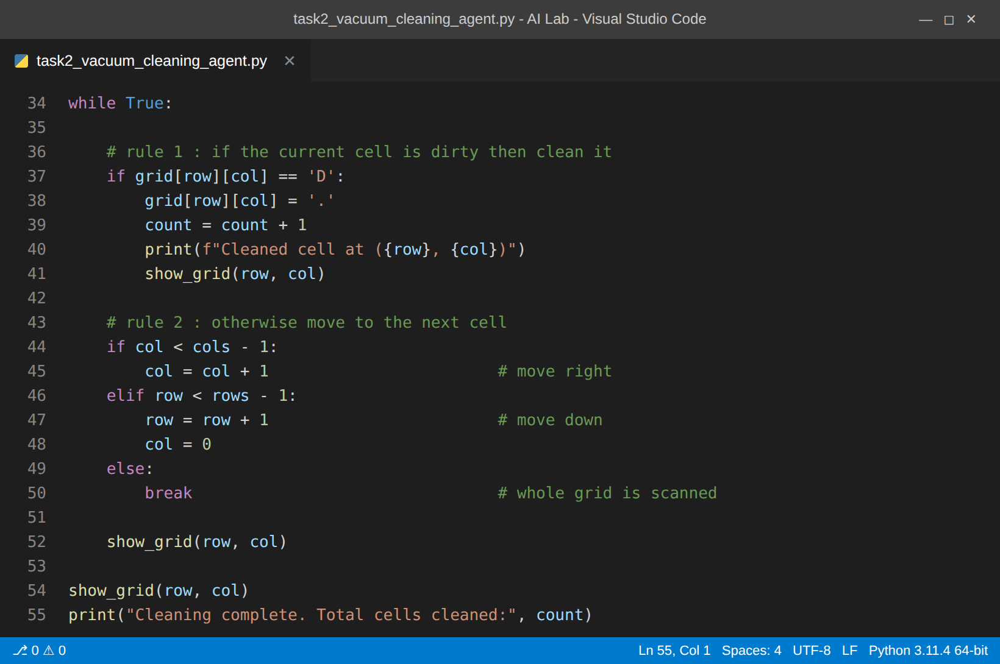 task2_vacuum_cleaning_agent.py - AI Lab - Visual Studio Code
task2_vacuum_cleaning_agent.py
34 while True:
35
36     # rule 1 : if the current cell is dirty then clean it
37     if grid[row][col] == 'D':
38         grid[row][col] = '.'
39         count = count + 1
40         print(f"Cleaned cell at ({row}, {col})")
41         show_grid(row, col)
42
43     # rule 2 : otherwise move to the next cell
44     if col < cols - 1:
45         col = col + 1                        # move right
46     elif row < rows - 1:
47         row = row + 1                        # move down
48         col = 0
49     else:
50         break                                # whole grid is scanned
51
52     show_grid(row, col)
53
54 show_grid(row, col)
55 print("Cleaning complete. Total cells cleaned:", count)
⎇ 0 ⚠ 0 Ln 55, Col 1 Spaces: 4 UTF-8 LF Python 3.11.4 64-bit